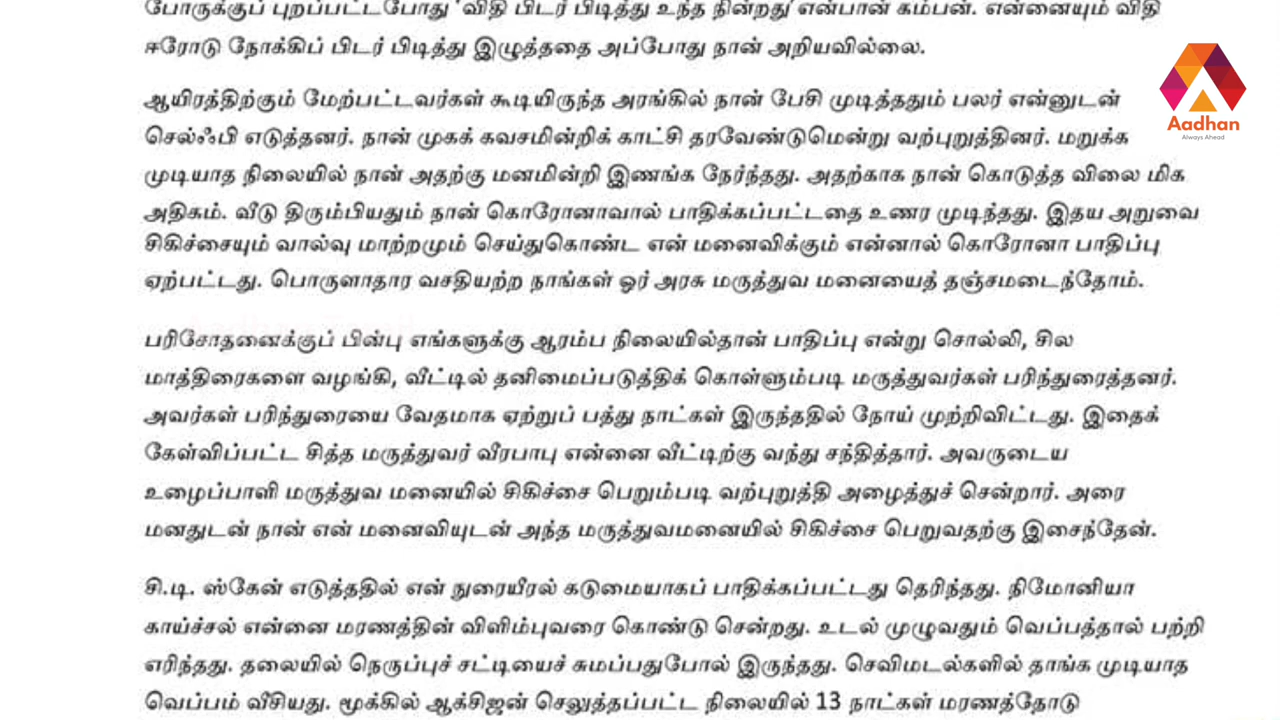 போருக்குப் புறப்பட்டபோது 'விதி பிடர் பிடித்து உந்த நின்றது' என்பான் கம்பன். என்னையும் விதி
ஈரோடு நோக்கிப் பிடர் பிடித்து இழுத்ததை அப்போது நான் அறியவில்லை.
ஆயிரத்திற்கும் மேற்பட்டவர்கள் கூடியிருந்த அரங்கில் நான் பேசி முடித்ததும் பலர் என்னுடன்
செல்ஃபி எடுத்தனர். நான் முகக் கவசமின்றிக் காட்சி தரவேண்டுமென்று வற்புறுத்தினர். மறுக்க
முடியாத நிலையில் நான் அதற்கு மனமின்றி இணங்க நேர்ந்தது. அதற்காக நான் கொடுத்த விலை மிக
அதிகம். வீடு திரும்பியதும் நான் கொரோனாவால் பாதிக்கப்பட்டதை உணர முடிந்தது. இதய அறுவை
சிகிச்சையும் வால்வு மாற்றமும் செய்துகொண்ட என் மனைவிக்கும் என்னால் கொரோனா பாதிப்பு
ஏற்பட்டது. பொருளாதார வசதியற்ற நாங்கள் ஓர் அரசு மருத்துவ மனையைத் தஞ்சமடைந்தோம்.
பரிசோதனைக்குப் பின்பு எங்களுக்கு ஆரம்ப நிலையில்தான் பாதிப்பு என்று சொல்லி, சில
மாத்திரைகளை வழங்கி, வீட்டில் தனிமைப்படுத்திக் கொள்ளும்படி மருத்துவர்கள் பரிந்துரைத்தனர்.
அவர்கள் பரிந்துரையை வேதமாக ஏற்றுப் பத்து நாட்கள் இருந்ததில் நோய் முற்றிவிட்டது. இதைக்
கேள்விப்பட்ட சித்த மருத்துவர் வீரபாபு என்னை வீட்டிற்கு வந்து சந்தித்தார். அவருடைய
உழைப்பாளி மருத்துவ மனையில் சிகிச்சை பெறும்படி வற்புறுத்தி அழைத்துச் சென்றார். அரை
மனதுடன் நான் என் மனைவியுடன் அந்த மருத்துவமனையில் சிகிச்சை பெறுவதற்கு இசைந்தேன்.
சி.டி. ஸ்கேன் எடுத்ததில் என் நுரையீரல் கடுமையாகப் பாதிக்கப்பட்டது தெரிந்தது. நிமோனியா
காய்ச்சல் என்னை மரணத்தின் விளிம்புவரை கொண்டு சென்றது. உடல் முழுவதும் வெப்பத்தால் பற்றி
எரிந்தது. தலையில் நெருப்புச் சட்டியைச் சுமப்பதுபோல் இருந்தது. செவிமடல்களில் தாங்க முடியாத
வெப்பம் வீசியது. மூக்கில் ஆக்சிஜன் செலுத்தப்பட்ட நிலையில் 13 நாட்கள் மரணத்தோடு
Aadhan
Always Ahead